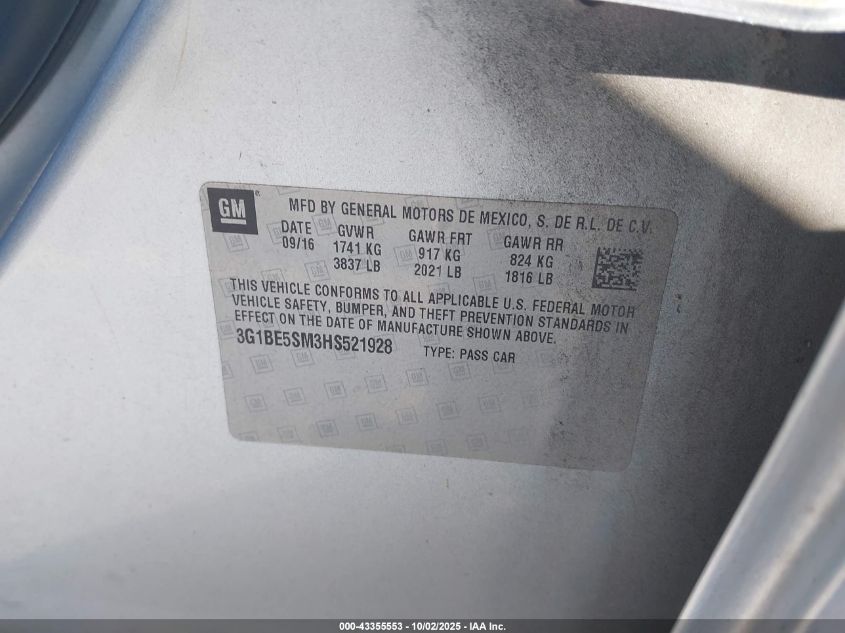 GM
MFD BY GENERAL MOTORS DE MEXICO, S. DE R.L. DE C.V.
DATE GVWR GAWR FRT GAWR RR
09/16 1741 KG 917 KG 824 KG
3837 LB 2021 LB 1816 LB
THIS VEHICLE CONFORMS TO ALL APPLICABLE U.S. FEDERAL MOTOR
VEHICLE SAFETY, BUMPER, AND THEFT PREVENTION STANDARDS IN
EFFECT ON THE DATE OF MANUFACTURE SHOWN ABOVE.
3G1BE5SM3HS521928 TYPE: PASS CAR
000-43355553 - 10/02/2025 - IAA Inc.